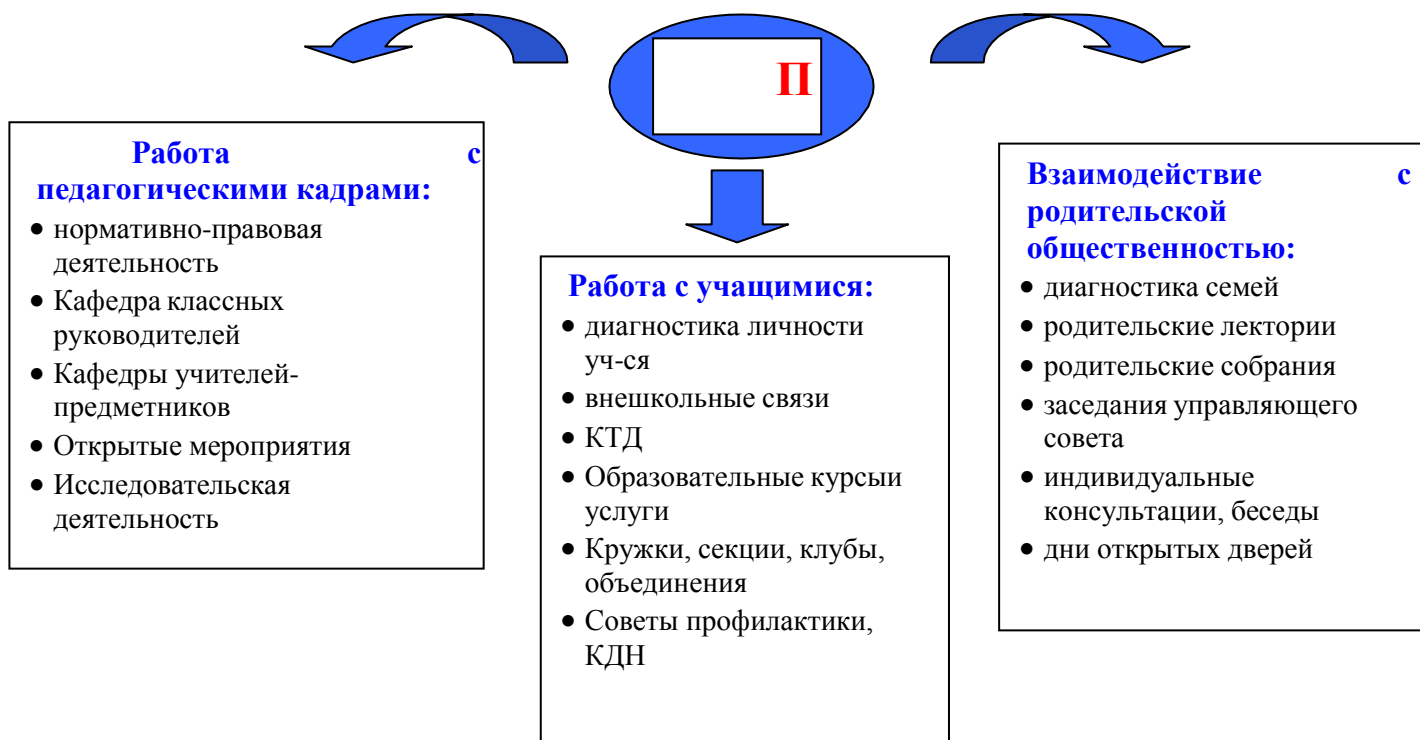 П
Работа с
педагогическими кадрами:
• нормативно-правовая
деятельность
• Кафедра классных
руководителей
• Кафедры учителей-
предметников
• Открытые мероприятия
• Исследовательская
деятельность
Работа с учащимися:
• диагностика личности
уч-ся
• внешкольные связи
• КТД
• Образовательные курсыи
услуги
• Кружки, секции, клубы,
объединения
• Советы профилактики,
КДН
Взаимодействие с
родительской
общественностью:
• диагностика семей
• родительские лектории
• родительские собрания
• заседания управляющего
совета
• индивидуальные
консультации, беседы
• дни открытых дверей